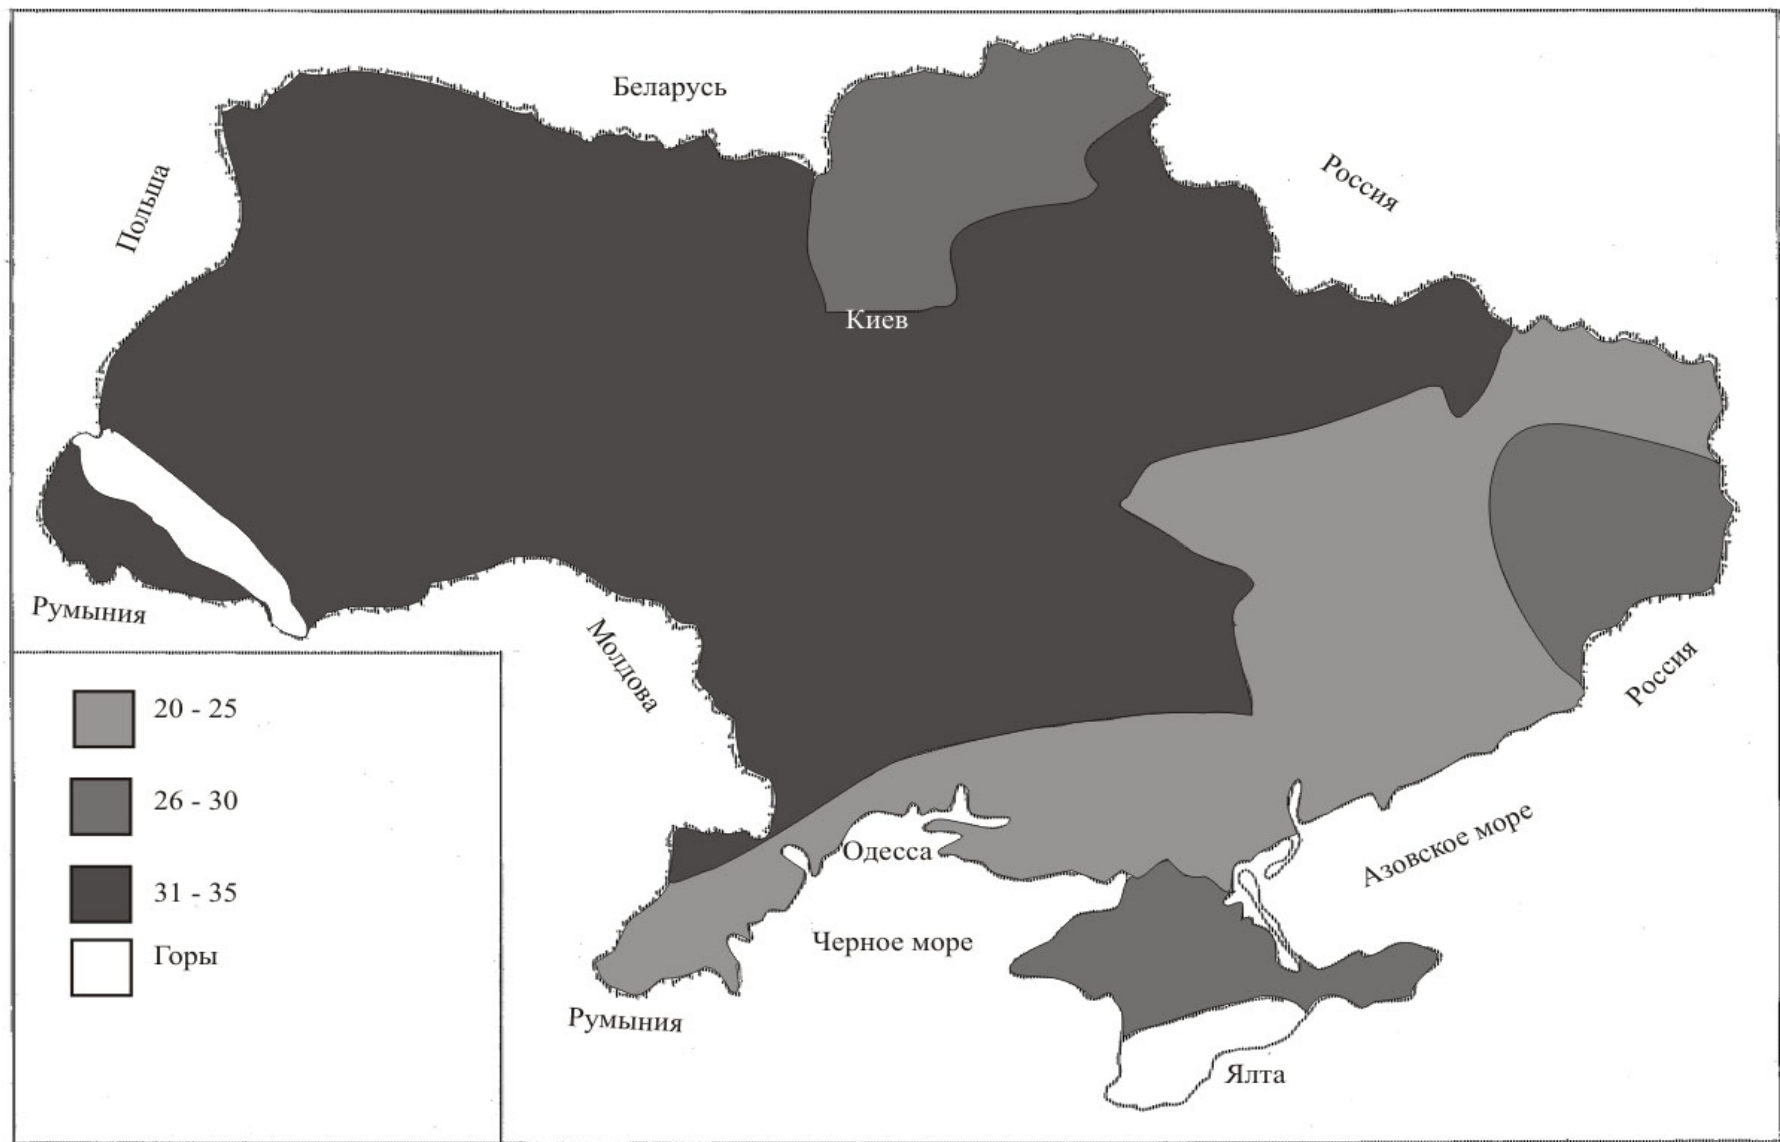 Беларусь
Польша
Россия
Киев
Румыния
Молдова
Россия
20 - 25
26 - 30
31 - 35
Горы
Одесса
Азовское море
Черное море
Румыния
Ялта